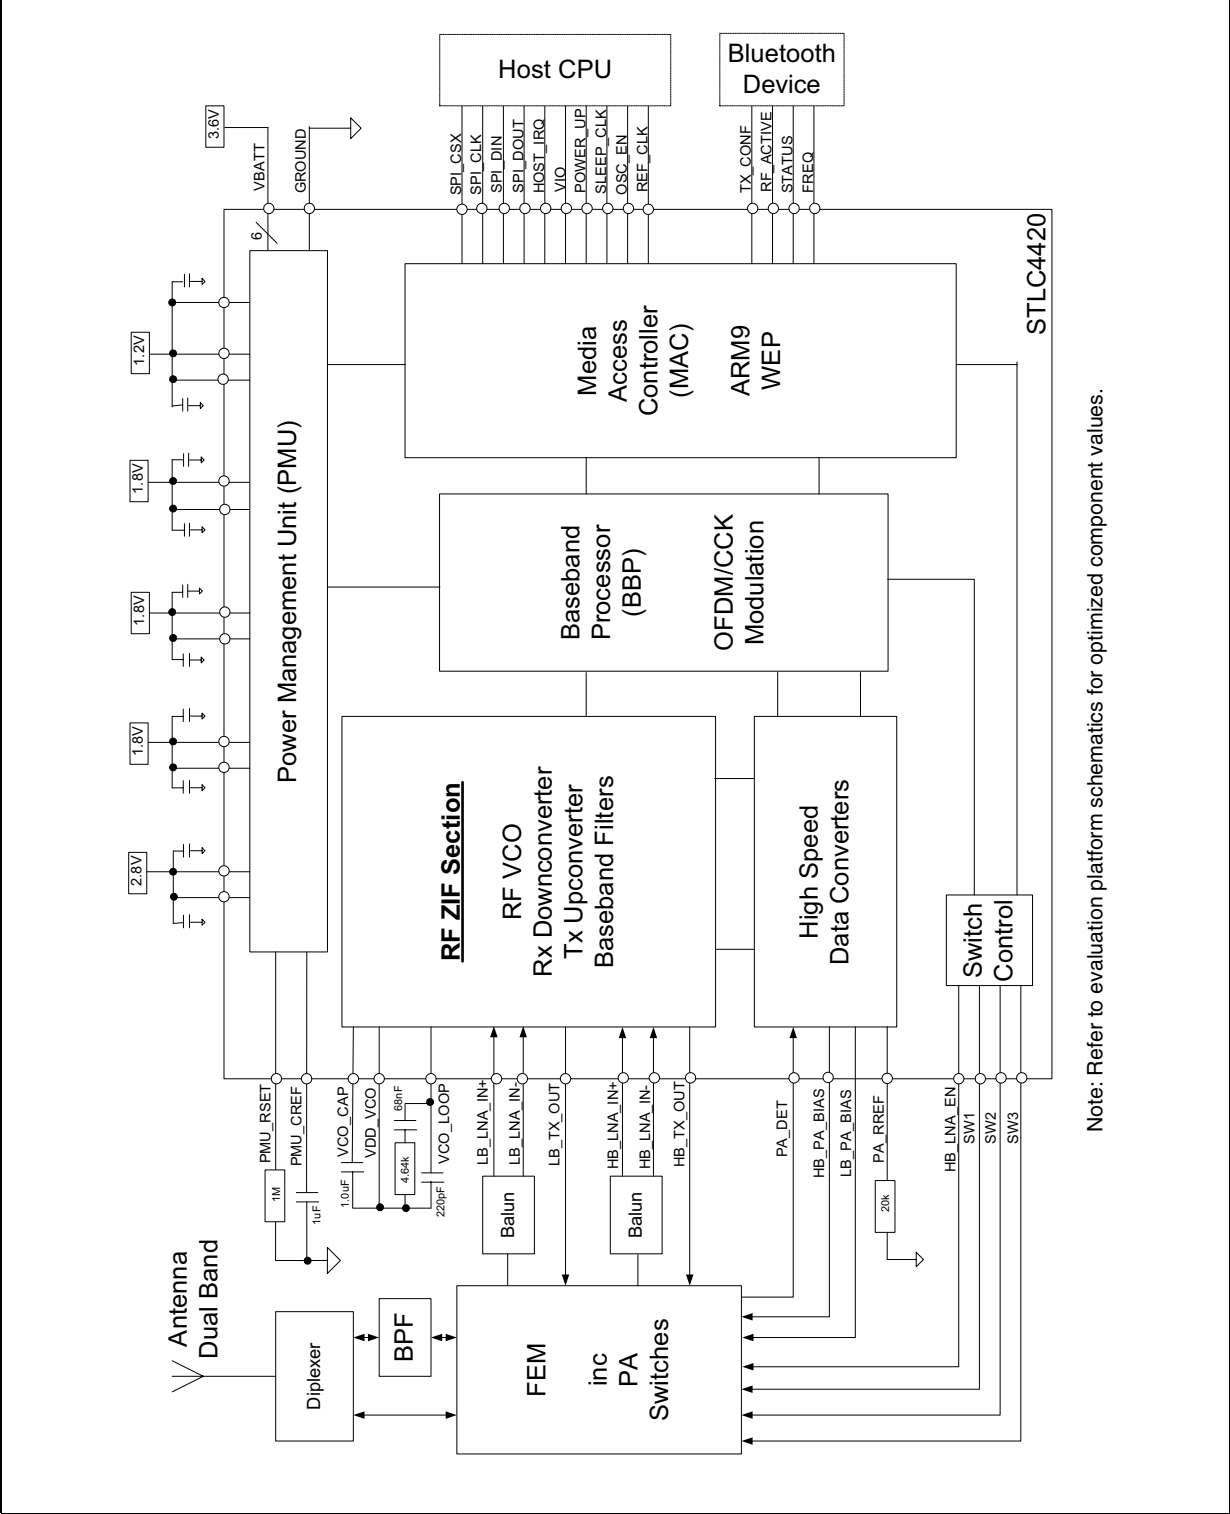 Host CPU
Bluetooth
Device
3.6V
VBATT
GROUND
6
SPI_CSX
SPI_CLK
SPI_DIN
SPI_DOUT
HOST_IRQ
VIO
POWER_UP
SLEEP_CLK
OSC_EN
REF_CLK
TX_CONF
RF_ACTIVE
STATUS
FREQ
STLC4420
1.2V
1.8V
1.8V
1.8V
2.8V
Power Management Unit (PMU)
Media
Access
Controller
(MAC)
ARM9
WEP
Baseband
Processor
(BBP)
OFDM/CCK
Modulation
RF ZIF Section
RF VCO
Rx Downconverter
Tx Upconverter
Baseband Filters
High Speed
Data Converters
Switch
Control
PMU_RSET
PMU_CREF
VCO_CAP
VDD_VCO
VCO_LOOP
LB_LNA_IN+
LB_LNA_IN-
LB_TX_OUT
HB_LNA_IN+
HB_LNA_IN-
HB_TX_OUT
PA_DET
HB_PA_BIAS
LB_PA_BIAS
PA_RREF
HB_LNA_EN
SW1
SW2
SW3
1M
1uF
1.0uF
68nF
4.64k
220pF
Balun
Balun
20k
Antenna
Dual Band
Diplexer
BPF
FEM
inc
PA
Switches
Note: Refer to evaluation platform schematics for optimized component values.